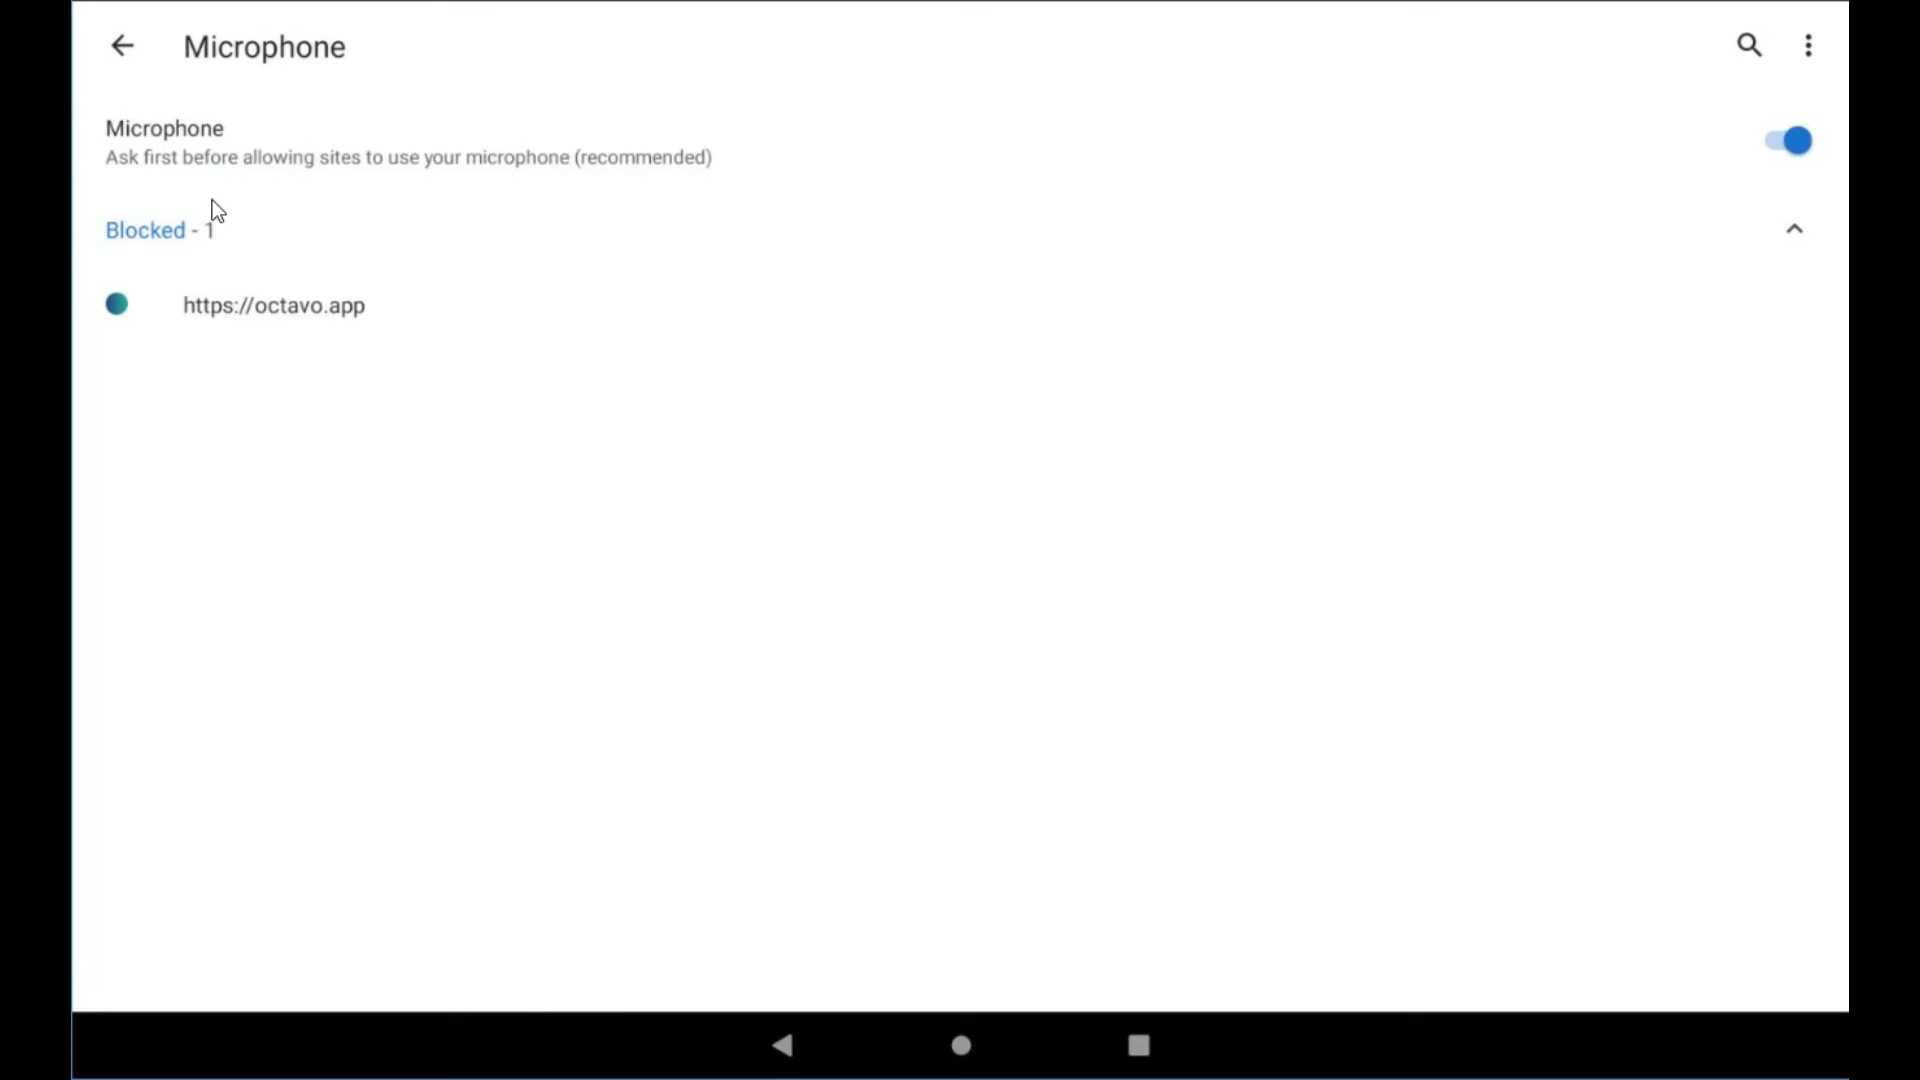 Microphone
Microphone
Ask first before allowing sites to use your microphone (recommended)
Blocked - 1
https://octavo.app